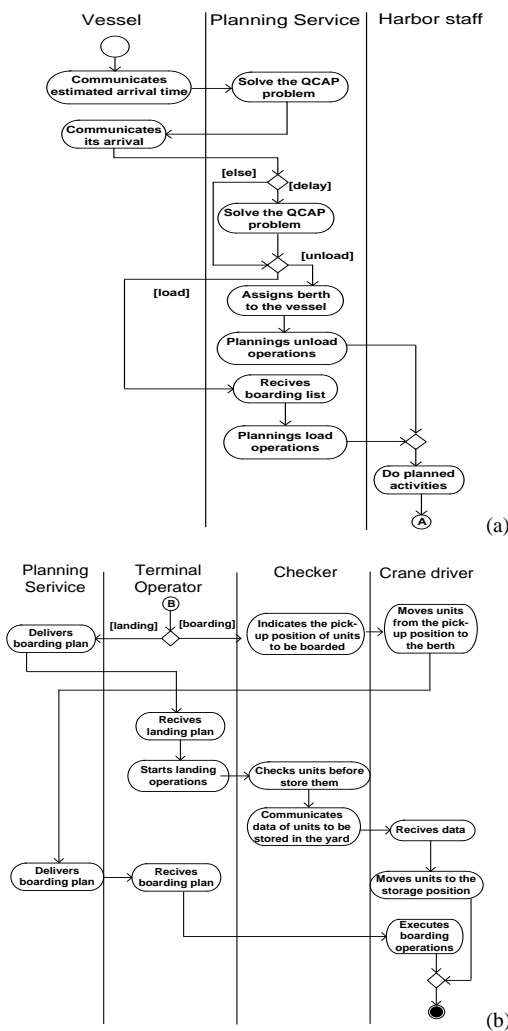 Vessel
Planning Service
Harbor staff
Communicates
estimated arrival time
Solve the QCAP
problem
Communicates
its arrival
[else]
[delay]
Solve the QCAP
problem
[unload]
[load]
Assigns berth
to the vessel
Plannings unload
operations
Recives
boarding list
Plannings load
operations
Do planned
activities
A
(a)
Planning
Serivice
Terminal
Operator
Checker
Crane driver
B
[landing]
[boarding]
Delivers
boarding plan
Indicates the pick-
up position of units
to be boarded
Moves units
from the pick-
up position to
the berth
Recives
landing plan
Starts landing
operations
Checks units before
store them
Communicates
data of units to be
stored in the yard
Recives data
Delivers
boarding plan
Recives
boarding plan
Moves units to the
storage position
Executes
boarding
operations
(b)